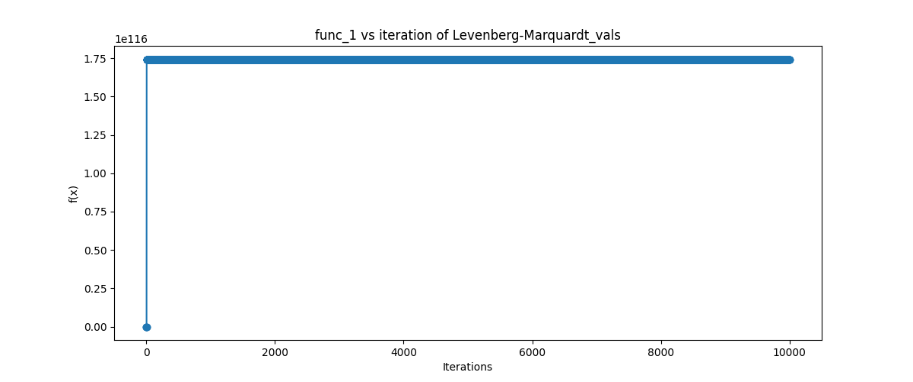 func_1 vs iteration of Levenberg-Marquardt_vals
1e116
1.75
1.50
1.25
1.00
0.75
0.50
0.25
0.00
f(x)
0 2000 4000 6000 8000 10000
Iterations